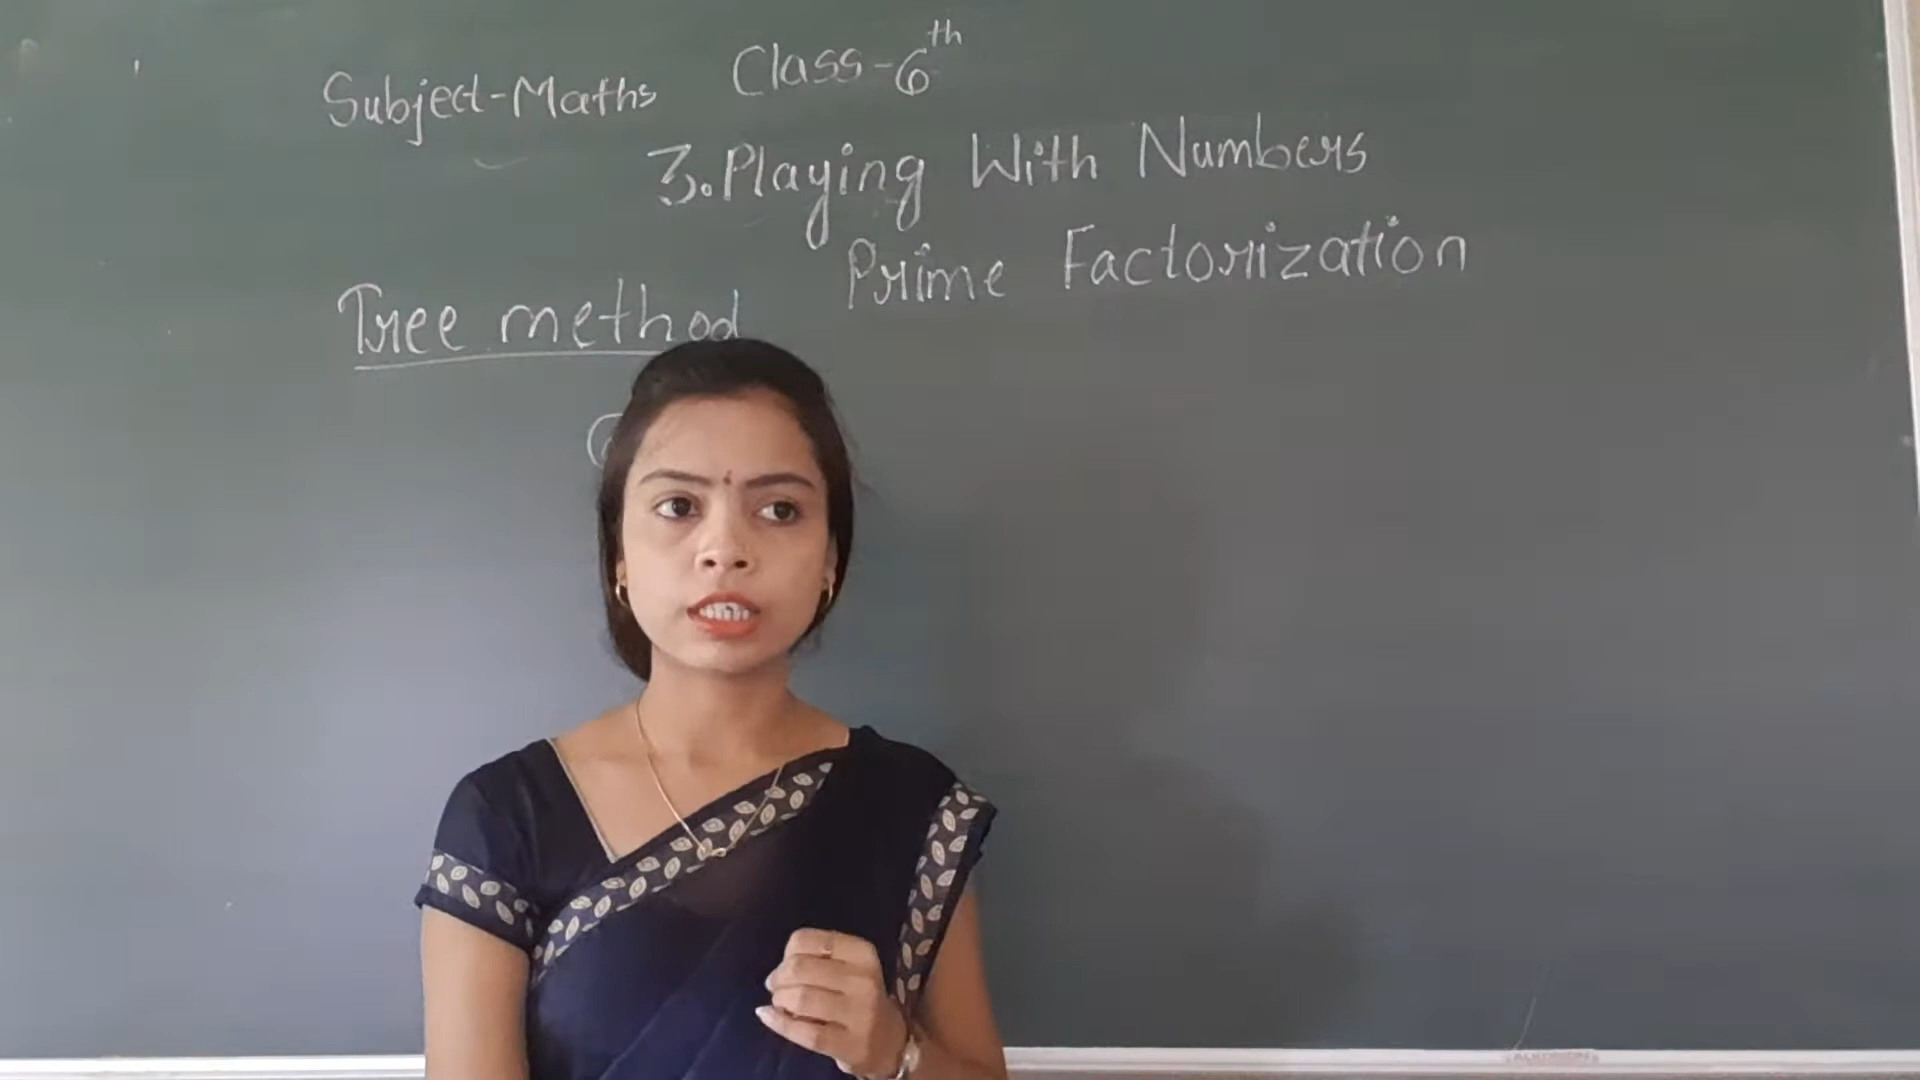 Subject-Maths Class-6th
3. Playing With Numbers
Prime Factorization
Tree method